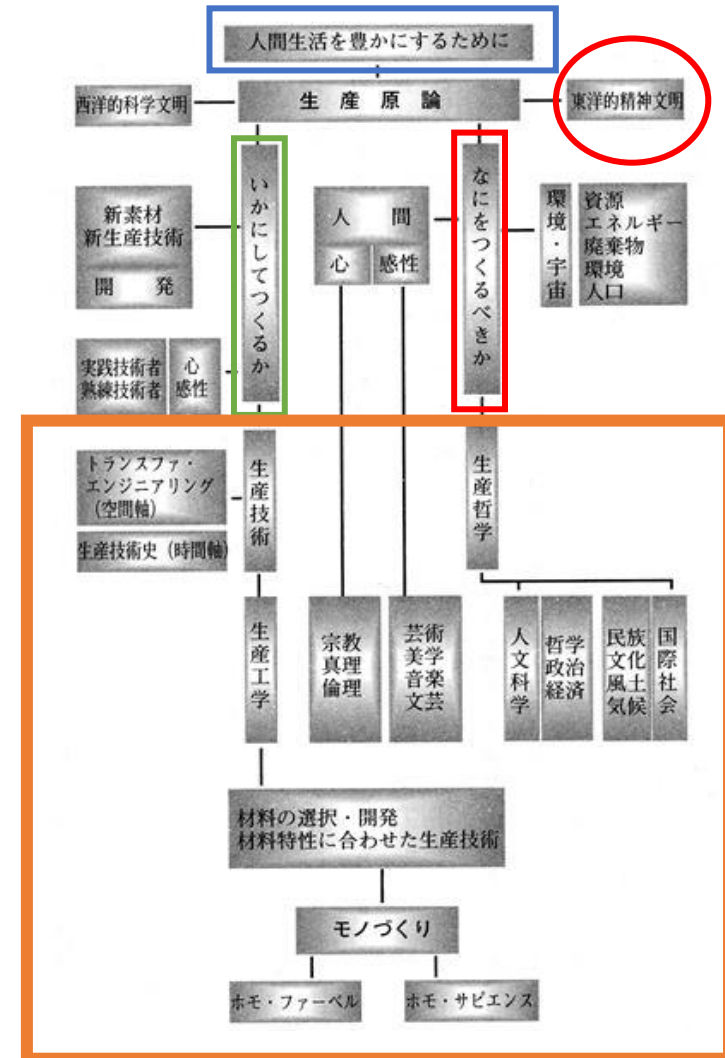 人間生活を豊かにするために
西洋的科学文明
生産原論
東洋的精神文明
いかにしてつくるか
なにをつくるべきか
新素材
新生産技術
開発
人間
心
感性
環境・宇宙
資源
エネルギー
廃棄物
環境
人口
実践技術者
熟練技術者
心
感性
トランスファ・
エンジニアリング
(空間軸)
生産技術史(時間軸)
生産技術
生産哲学
生産工学
宗教
真理
倫理
芸術
美学
音楽
文芸
人文科学
哲学
政治
経済
民族
文化
風土
気候
国際社会
材料の選択・開発
材料特性に合わせた生産技術
モノづくり
ホモ・ファーベル
ホモ・サピエンス